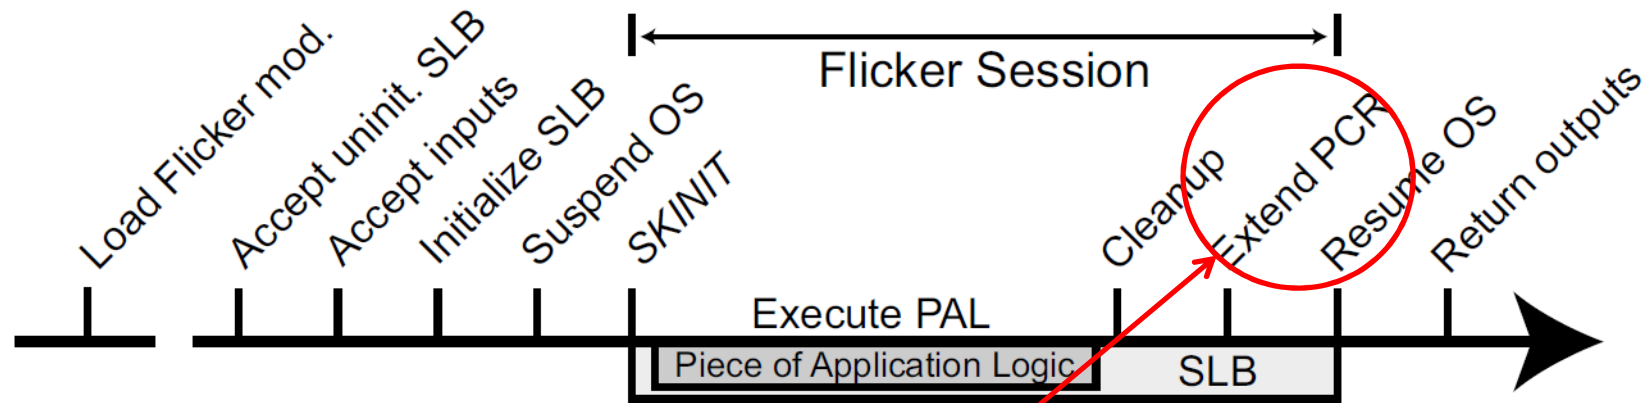 Flicker Session
Load Flicker mod.
Accept uninit. SLB
Accept inputs
Initialize SLB
Suspend OS
SKINIT
Cleanup
Extend PCR
Resume OS
Return outputs
Execute PAL
Piece of Application Logic
SLB